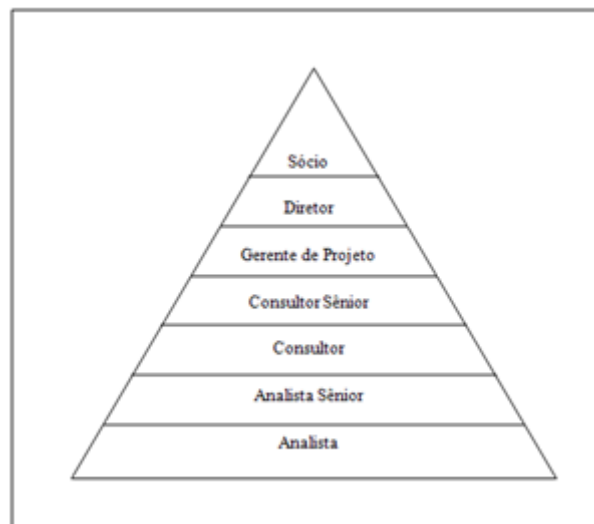 Sócio
Diretor
Gerente de Projeto
Consultor Sênior
Consultor
Analista Sênior
Analista